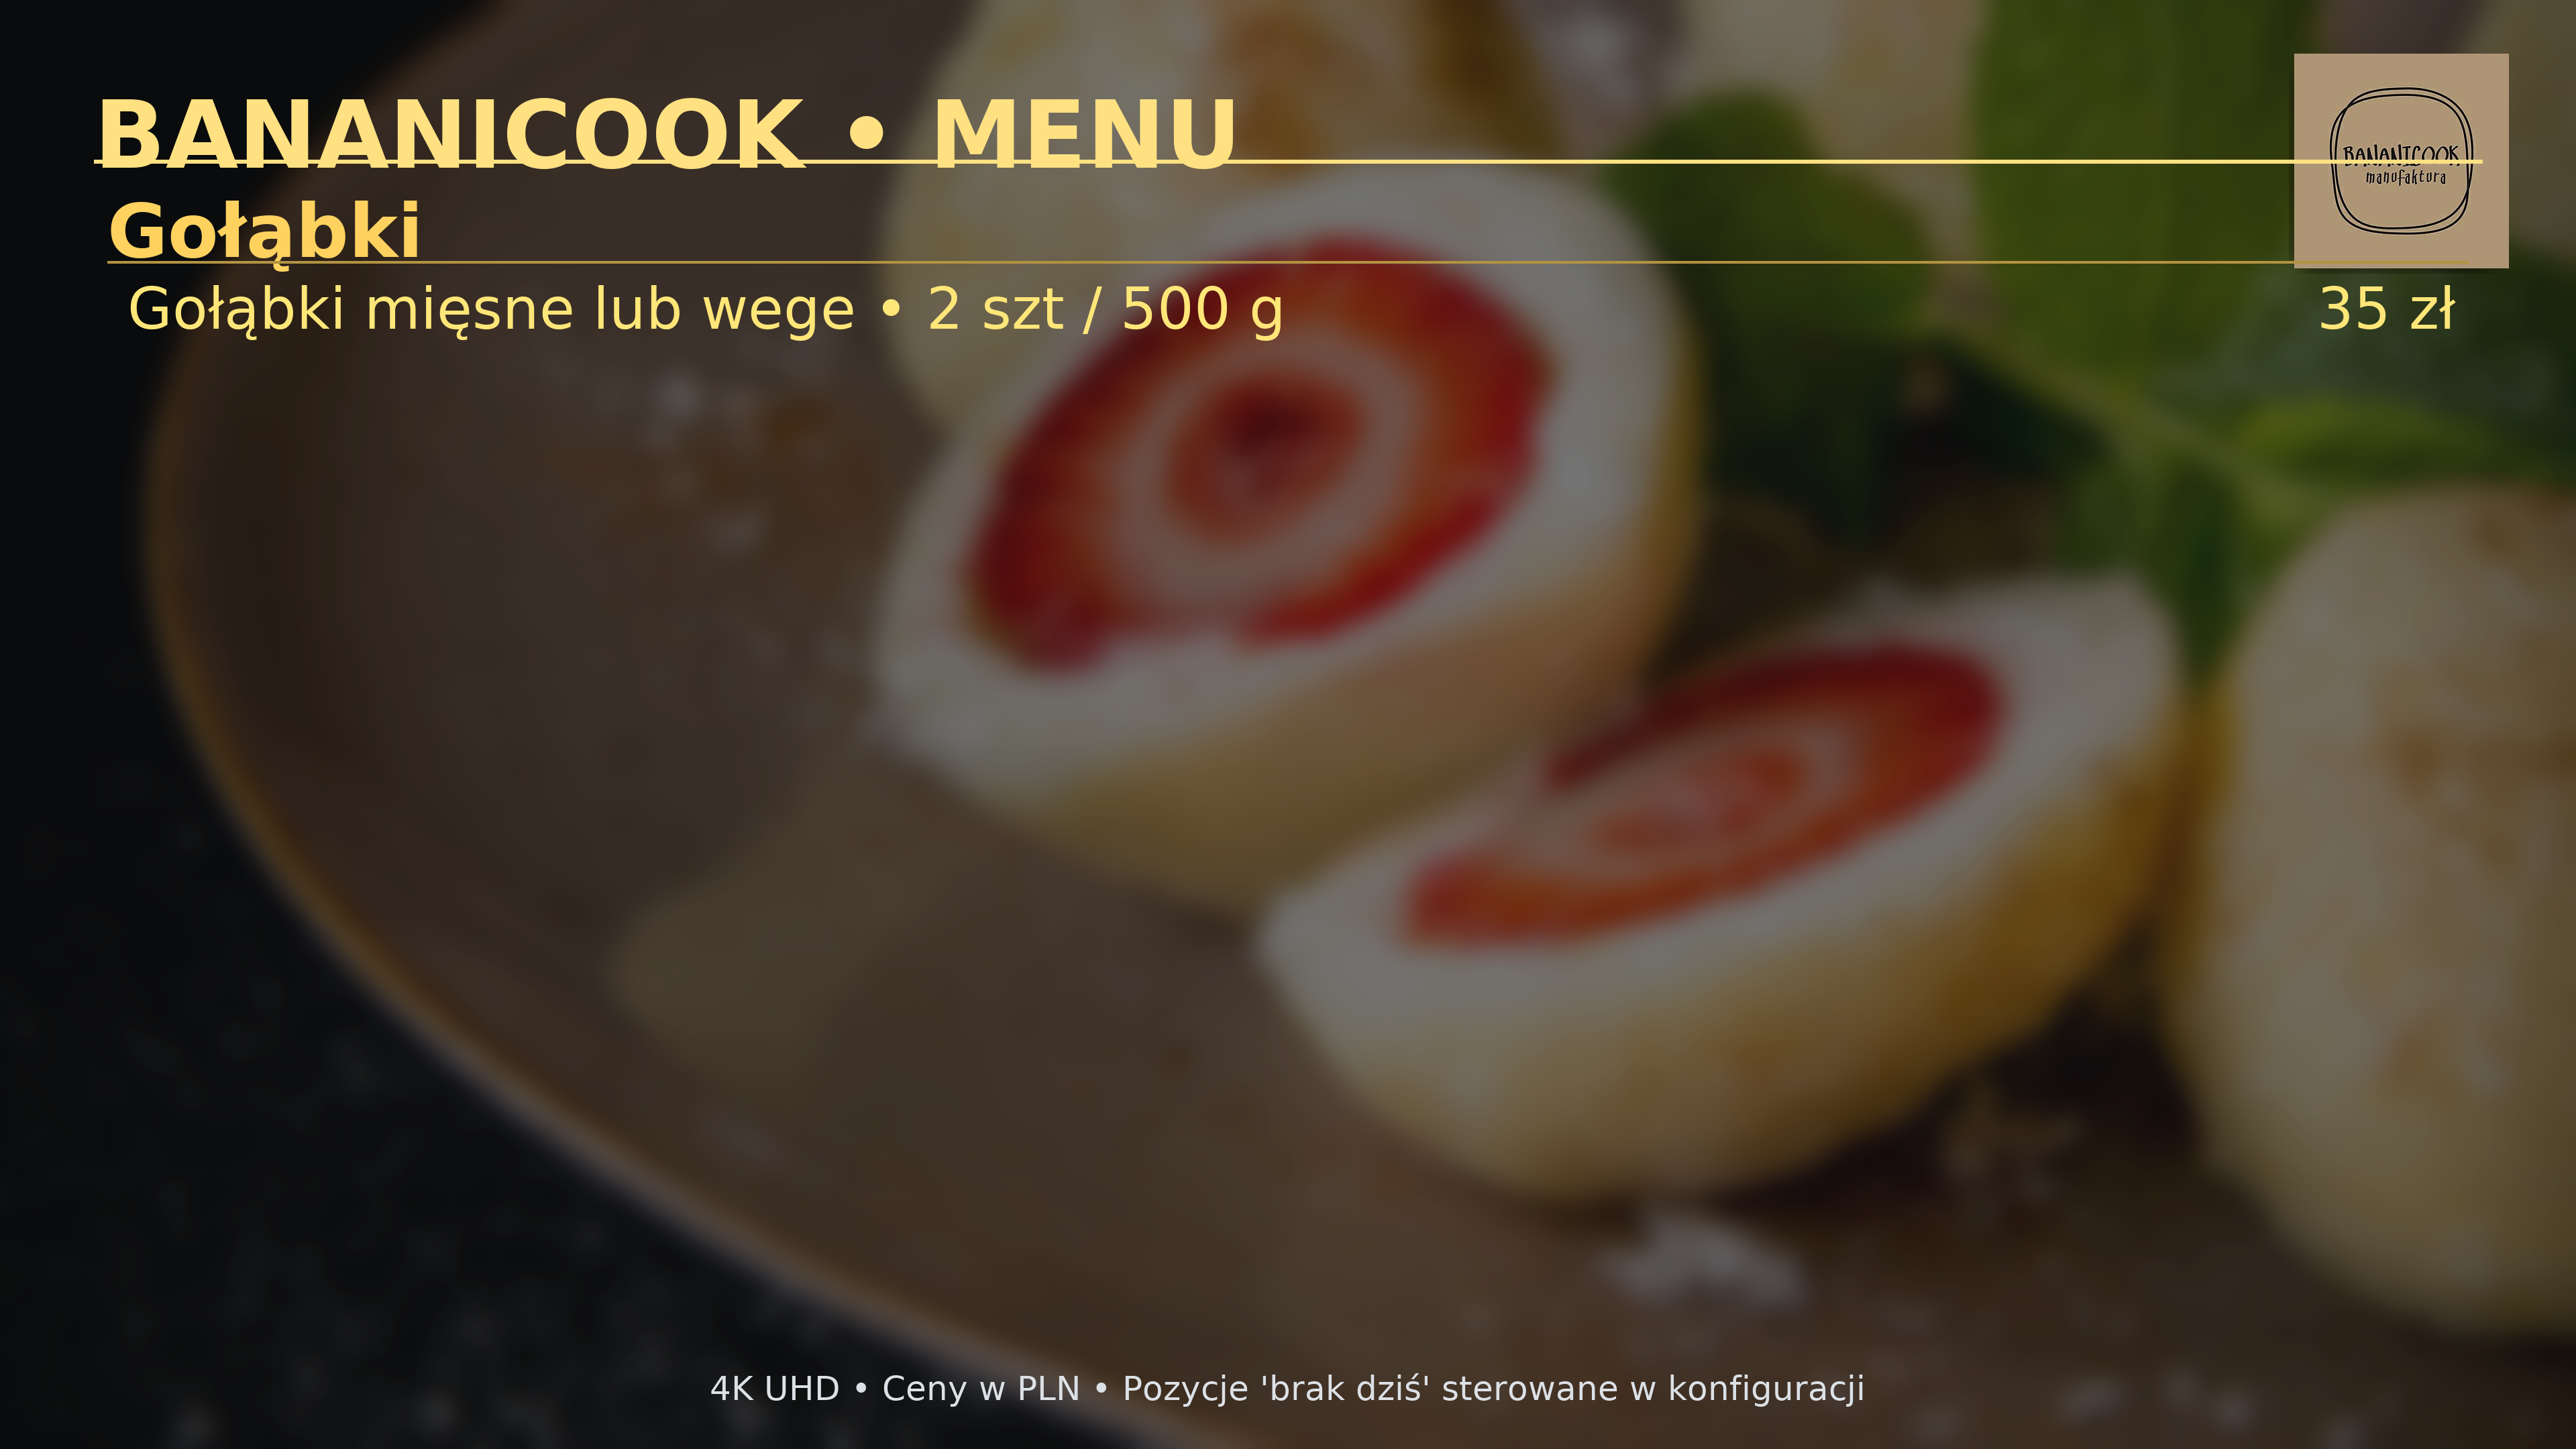 BANANICOOK • MENU
BANANICOOK
manufaktura
Gołąbki
Gołąbki mięsne lub wege • 2 szt / 500 g 35 zł
4K UHD • Ceny w PLN • Pozycje 'brak dziś' sterowane w konfiguracji